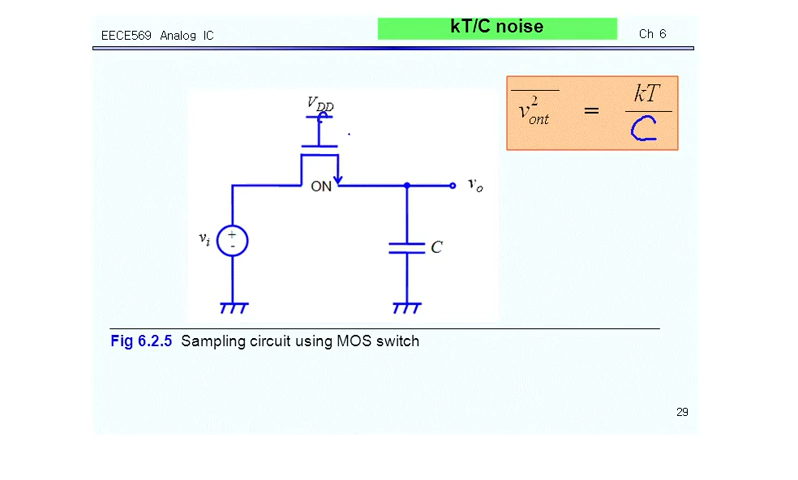 EECE569 Analog IC
kT/C noise
Ch 6
V_DD
v²_ont = kT / C
ON
v_o
v_i
+
-
C
Fig 6.2.5 Sampling circuit using MOS switch
29